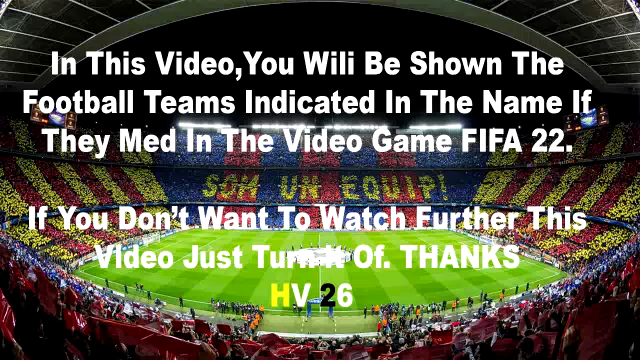 In This Video,You Wili Be Shown The
Football Teams Indicated In The Name If
They Med In The Video Game FIFA 22.
SOM UN EQUIP!
If You Don't Want To Watch Further This
Video Just Turn It Of. THANKS
HV 26